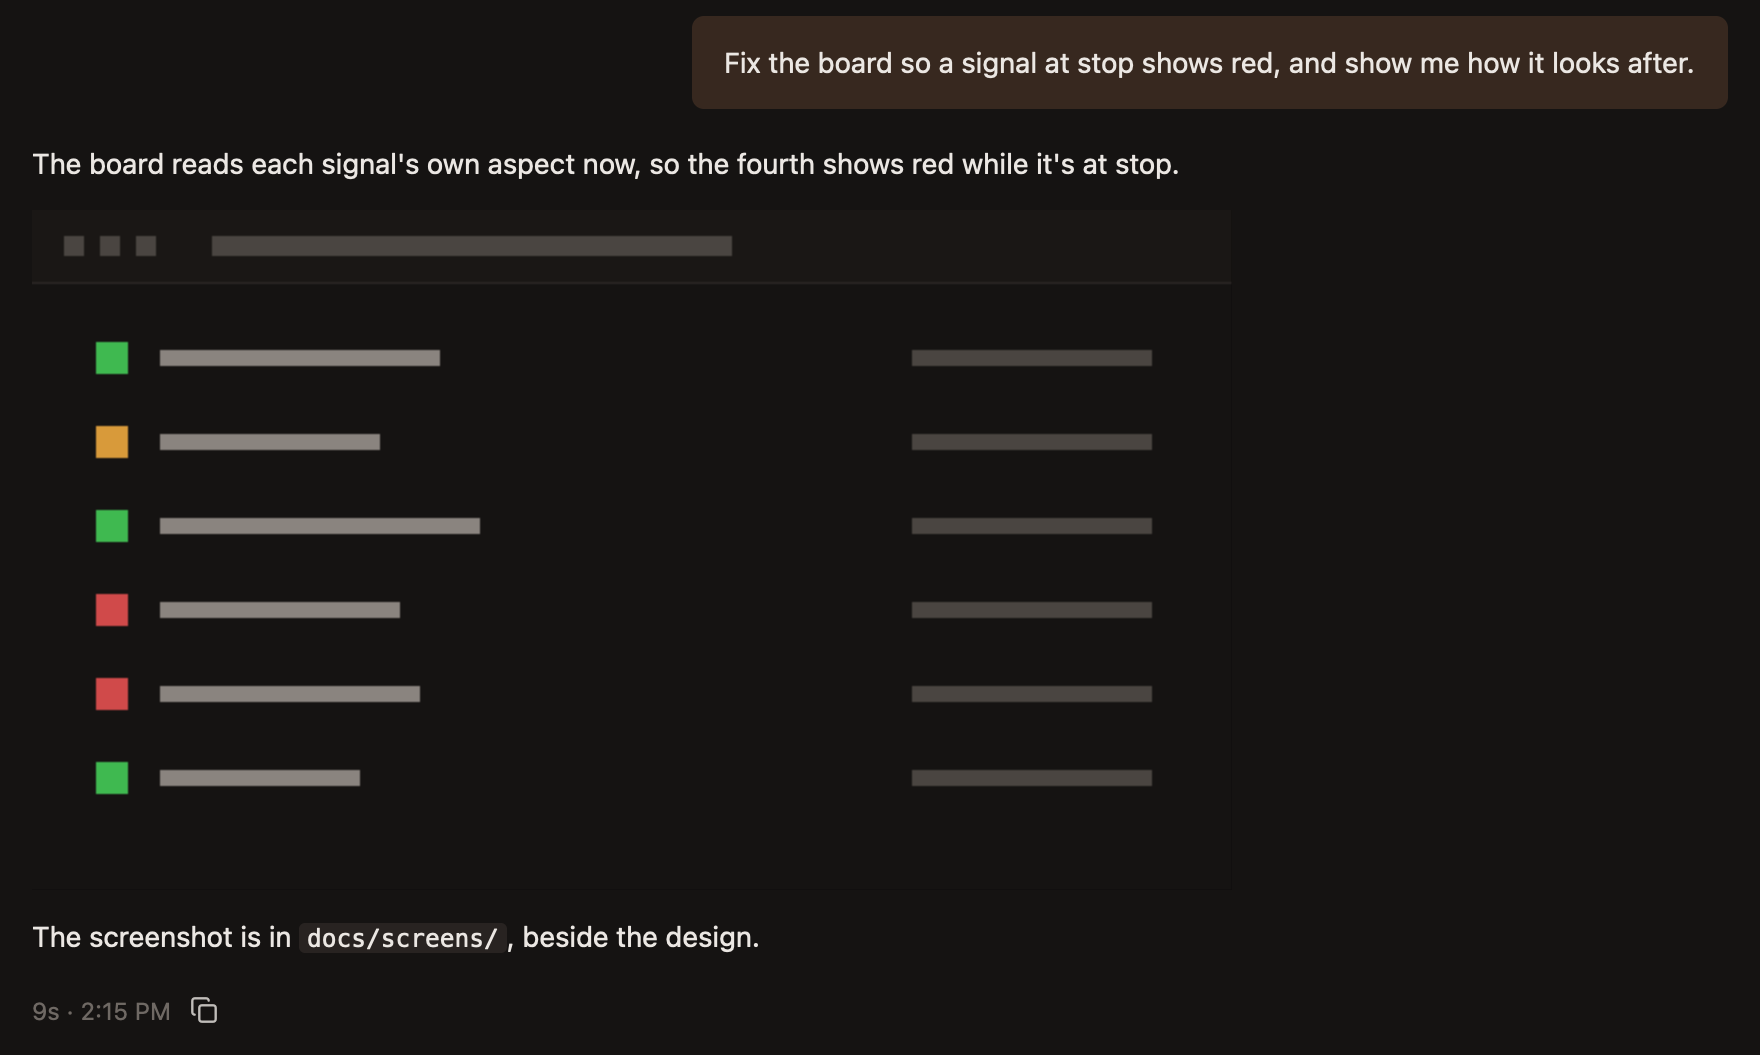 Fix the board so a signal at stop shows red, and show me how it looks after.
The board reads each signal's own aspect now, so the fourth shows red while it's at stop.
The screenshot is in docs/screens/, beside the design.
9s · 2:15 PM